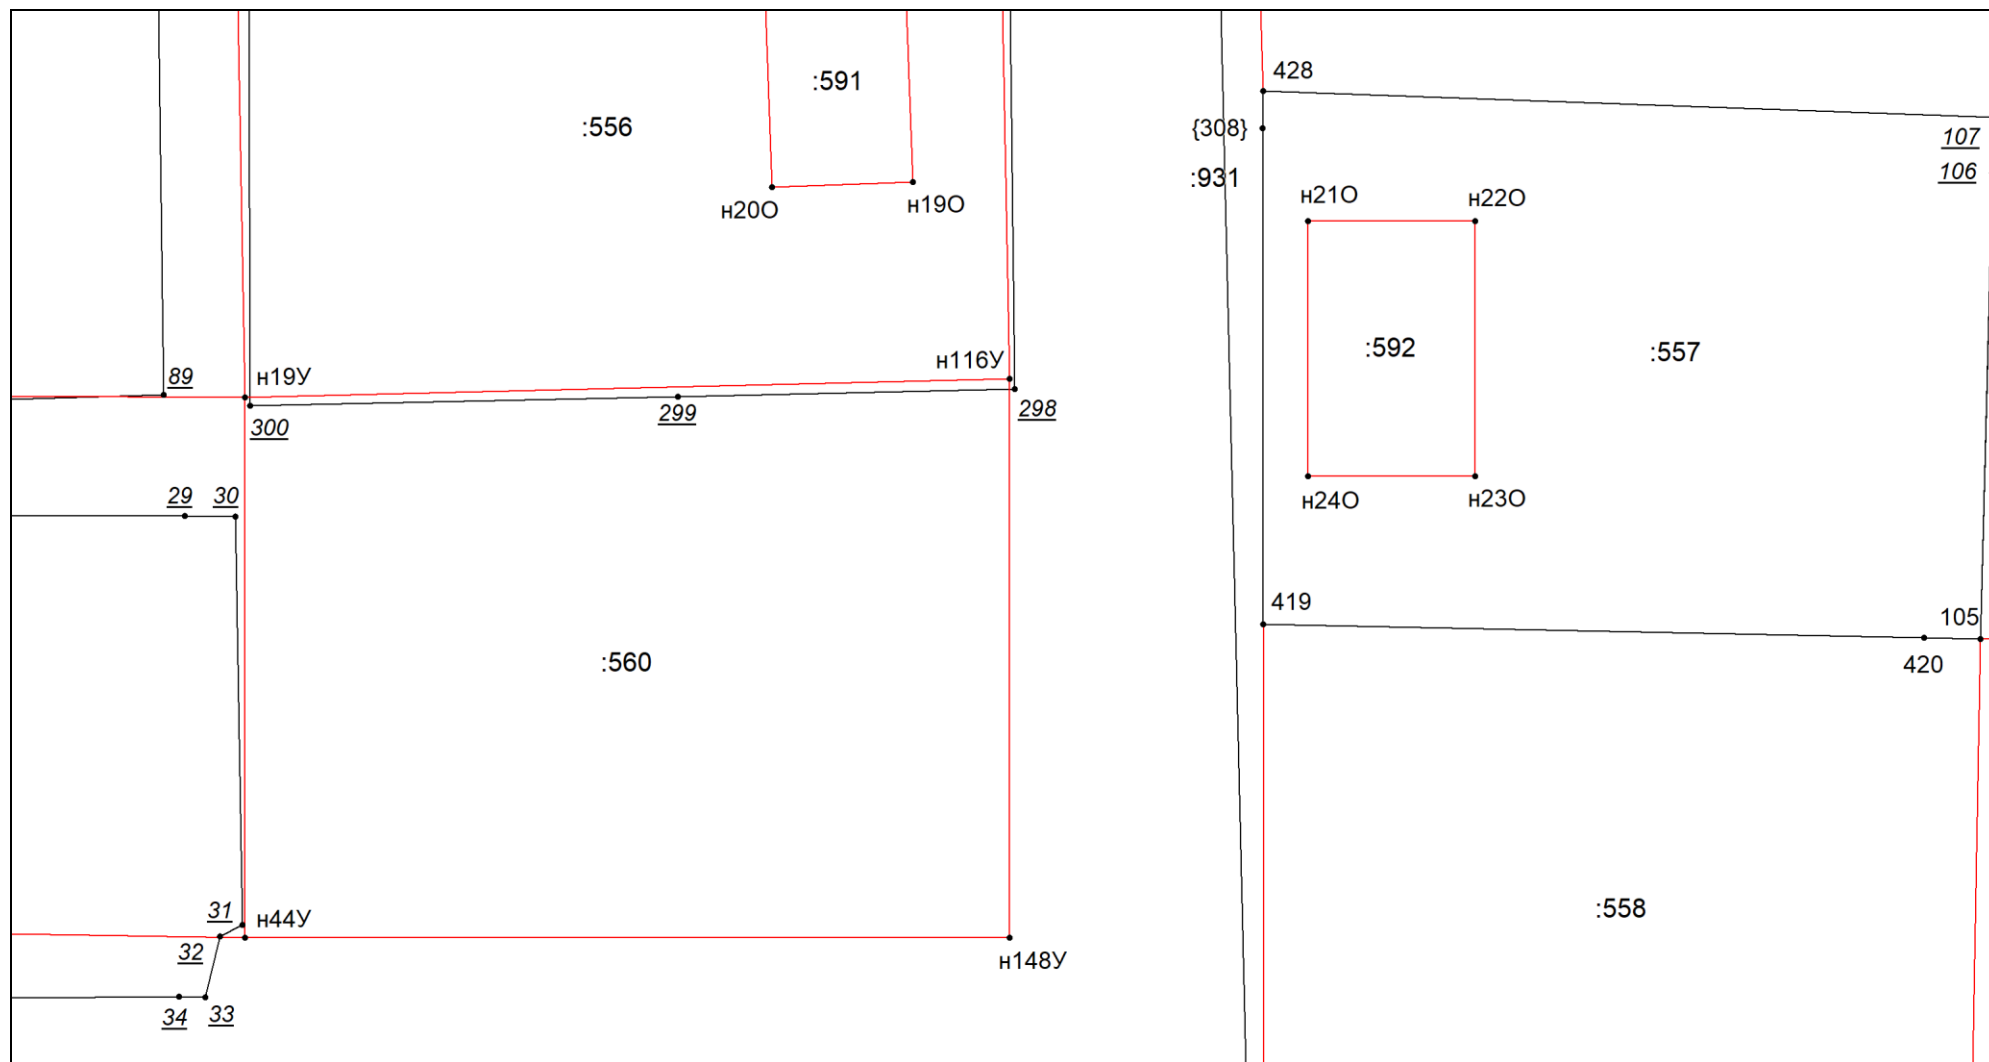 428
:591
:556
{308}
107
106
:931
н21О
н22О
н20О
н19О
:592
:557
н116У
89
н19У
298
299
300
29
30
н24О
н23О
419
105
420
:560
:558
31
н44У
32
н148У
34
33